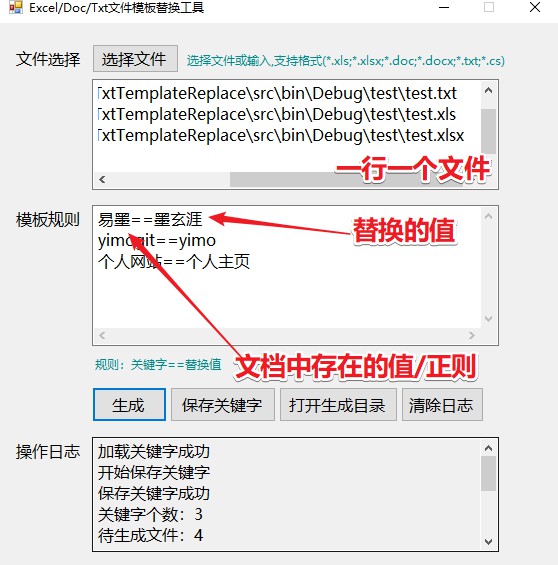 Excel/Doc/Txt文件模板替换工具
文件选择 选择文件 选择文件或输入,支持格式(*.xls;*.xlsx;*.doc;*.docx;*.txt;*.cs)
TxtTemplateReplace\src\bin\Debug\test\test.txt
TxtTemplateReplace\src\bin\Debug\test\test.xls
TxtTemplateReplace\src\bin\Debug\test\test.xlsx
一行一个文件
模板规则
易墨==墨玄涯
替换的值
yimogit==yimo
个人网站==个人主页
规则：关键字==替换值
文档中存在的值/正则
生成 保存关键字 打开生成目录 清除日志
操作日志
加载关键字成功
开始保存关键字
保存关键字成功
关键字个数：3
待生成文件：4